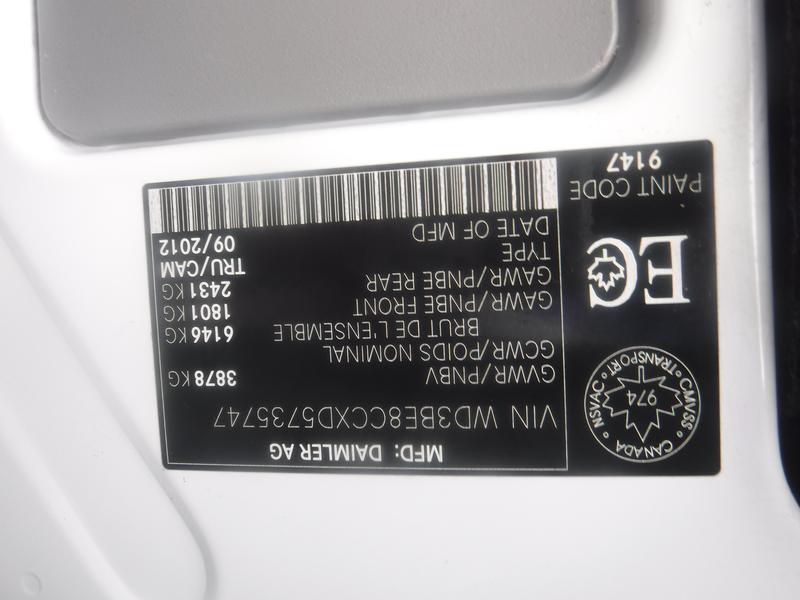 MFD: DAIMLER AG
VIN WD3BE8CCXD5735747
GVWR/PNBV 3878 KG
GCWR/POIDS NOMINAL
BRUT DE L'ENSEMBLE 6146 KG
GAWR/PNBE FRONT 1801 KG
GAWR/PNBE REAR 2431 KG
TYPE TRU/CAM
DATE OF MFD 09/2012
CANADA
CMVSS
NSVAC
TRANSPORT
974
EC
PAINT CODE
9147